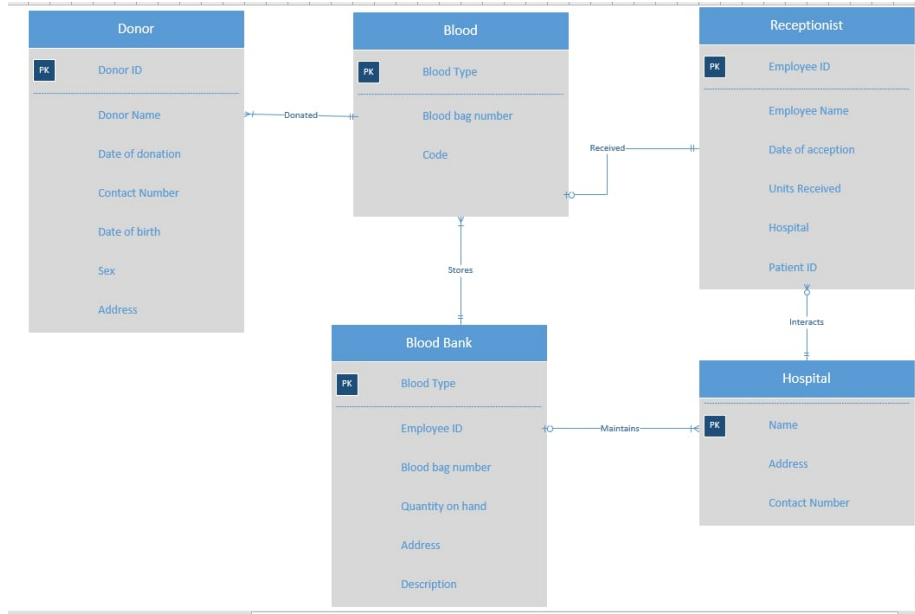 Donor
PK
Donor ID
Donor Name
Date of donation
Contact Number
Date of birth
Sex
Address
Donated
Blood
PK
Blood Type
Blood bag number
Code
Received
Receptionist
PK
Employee ID
Employee Name
Date of acception
Units Received
Hospital
Patient ID
Stores
Interacts
Blood Bank
PK
Blood Type
Employee ID
Blood bag number
Quantity on hand
Address
Description
Maintains
Hospital
PK
Name
Address
Contact Number